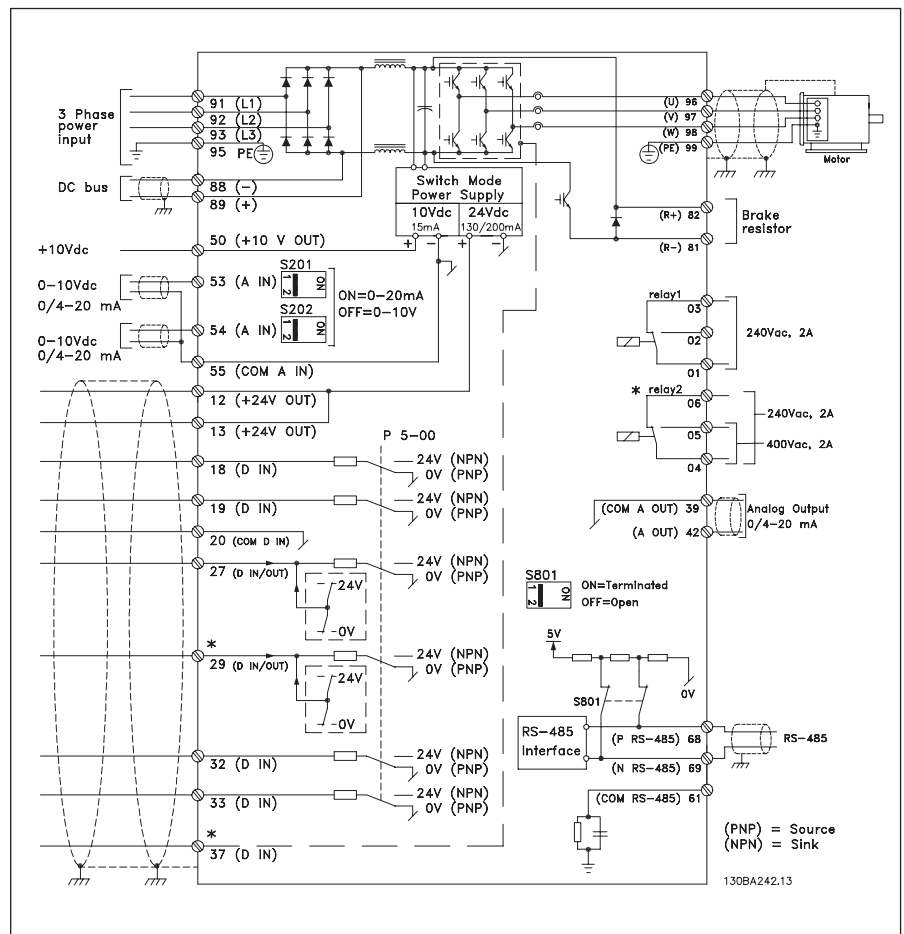 3 Phase
power
input
91 (L1)
92 (L2)
93 (L3)
95 PE
DC bus
88 (-)
89 (+)
+10Vdc
50 (+10 V OUT)
0-10Vdc
0/4-20 mA
53 (A IN)
S201
1 2
ON
ON=0-20mA
OFF=0-10V
0-10Vdc
0/4-20 mA
54 (A IN)
S202
1 2
ON
55 (COM A IN)
12 (+24V OUT)
13 (+24V OUT)
P 5-00
18 (D IN)
24V (NPN)
0V (PNP)
19 (D IN)
24V (NPN)
0V (PNP)
20 (COM D IN)
27 (D IN/OUT)
24V (NPN)
0V (PNP)
24V
0V
*
29 (D IN/OUT)
24V (NPN)
0V (PNP)
24V
0V
32 (D IN)
24V (NPN)
0V (PNP)
33 (D IN)
24V (NPN)
0V (PNP)
*
37 (D IN)
Switch Mode
Power Supply
10Vdc
15mA
24Vdc
130/200mA
+ - + -
(U) 96
(V) 97
(W) 98
(PE) 99
Motor
(R+) 82
(R-) 81
Brake
resistor
relay1
03
02
01
240Vac, 2A
* relay2
06
05
04
240Vac, 2A
400Vac, 2A
(COM A OUT) 39
(A OUT) 42
Analog Output
0/4-20 mA
S801
1 2
ON
ON=Terminated
OFF=Open
5V
0V
S801
RS-485
Interface
(P RS-485) 68
(N RS-485) 69
RS-485
(COM RS-485) 61
(PNP) = Source
(NPN) = Sink
130BA242.13